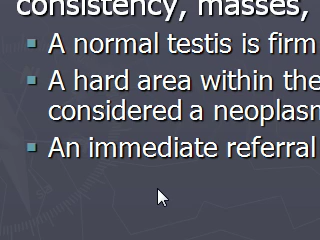 consistency, masses,
A normal testis is firm
A hard area within the
considered a neoplasm
An immediate referral